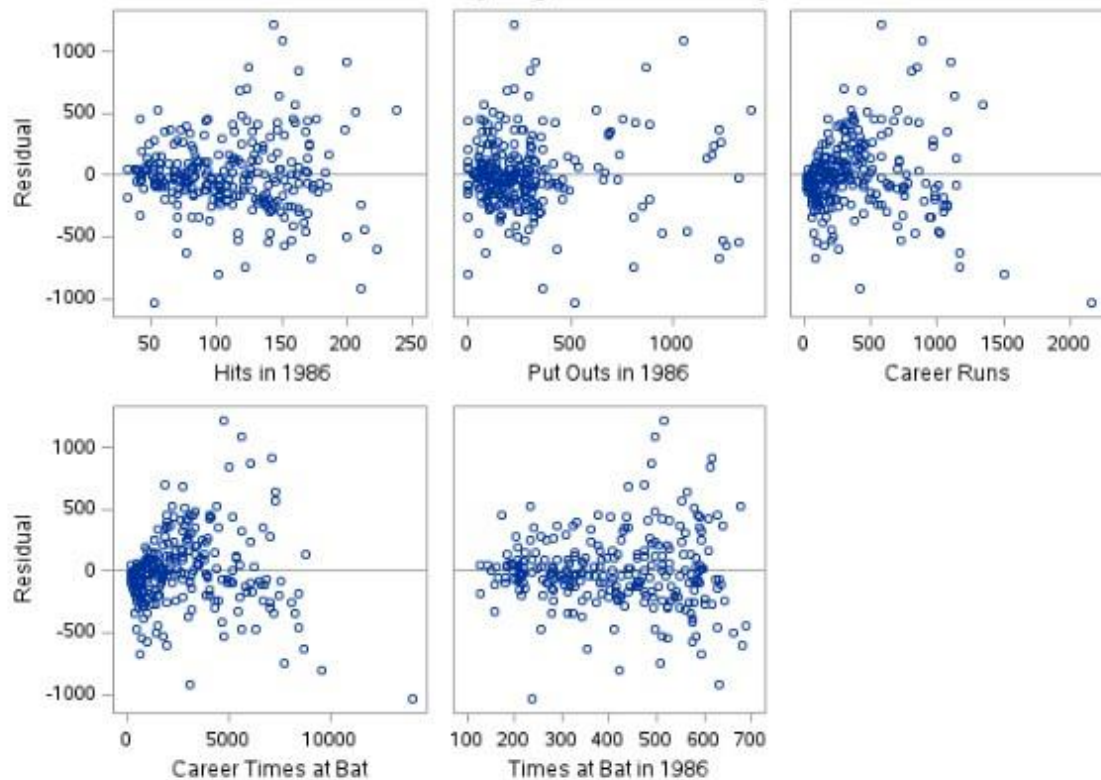 1000
500
0
-500
-1000
Residual
50 100 150 200 250
Hits in 1986
0 500 1000
Put Outs in 1986
0 500 1000 1500 2000
Career Runs
1000
500
0
-500
-1000
Residual
0 5000 10000
Career Times at Bat
100 200 300 400 500 600 700
Times at Bat in 1986